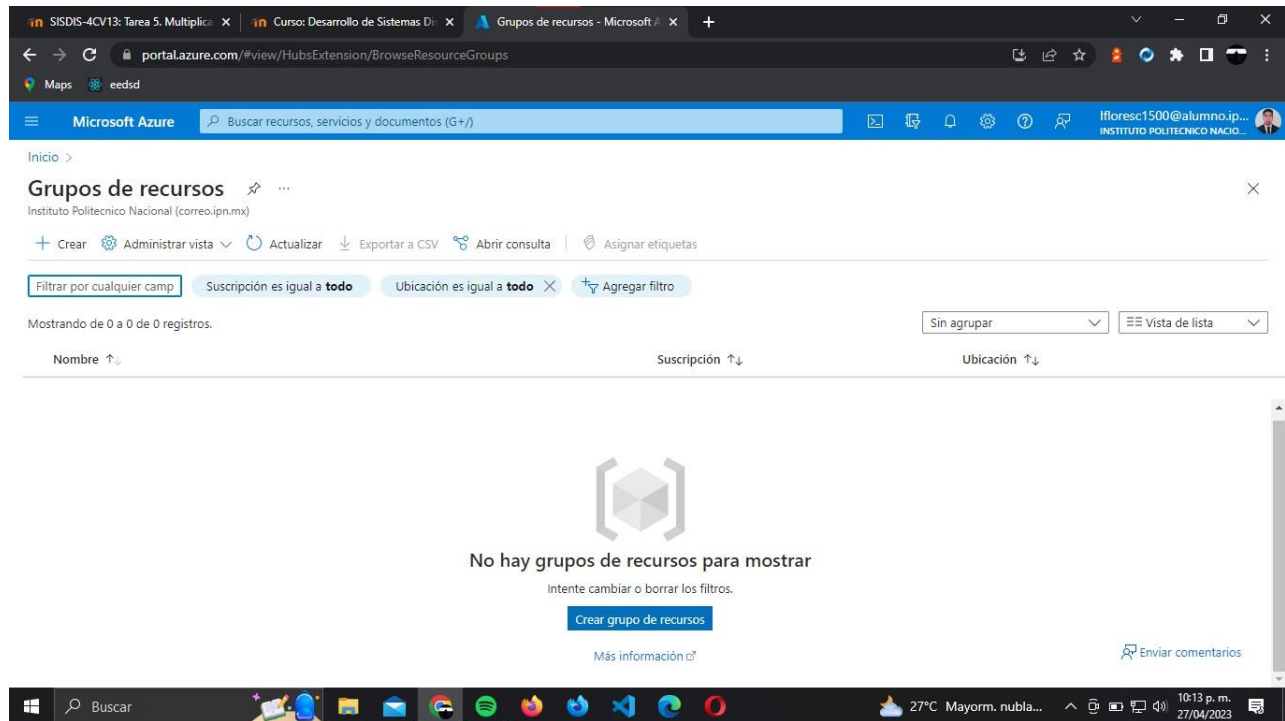 SISDIS-4CV13: Tarea 5. Multiplica
Curso: Desarrollo de Sistemas Di
Grupos de recursos - Microsoft A
portal.azure.com/#view/HubsExtension/BrowseResourceGroups
Maps
eedsd
Microsoft Azure
Buscar recursos, servicios y documentos (G+/)
lfloresc1500@alumno.ip...
INSTITUTO POLITECNICO NACIO...
Inicio >
Grupos de recursos ...
Instituto Politecnico Nacional (correo.ipn.mx)
+ Crear Administrar vista Actualizar Exportar a CSV Abrir consulta Asignar etiquetas
Filtrar por cualquier camp Suscripción es igual a todo Ubicación es igual a todo Agregar filtro
Mostrando de 0 a 0 de 0 registros.
Sin agrupar
Vista de lista
Nombre ↑↓ Suscripción ↑↓ Ubicación ↑↓
No hay grupos de recursos para mostrar
Intente cambiar o borrar los filtros.
Crear grupo de recursos
Más información
Enviar comentarios
Buscar
27°C Mayorm. nubla...
10:13 p. m.
27/04/2023